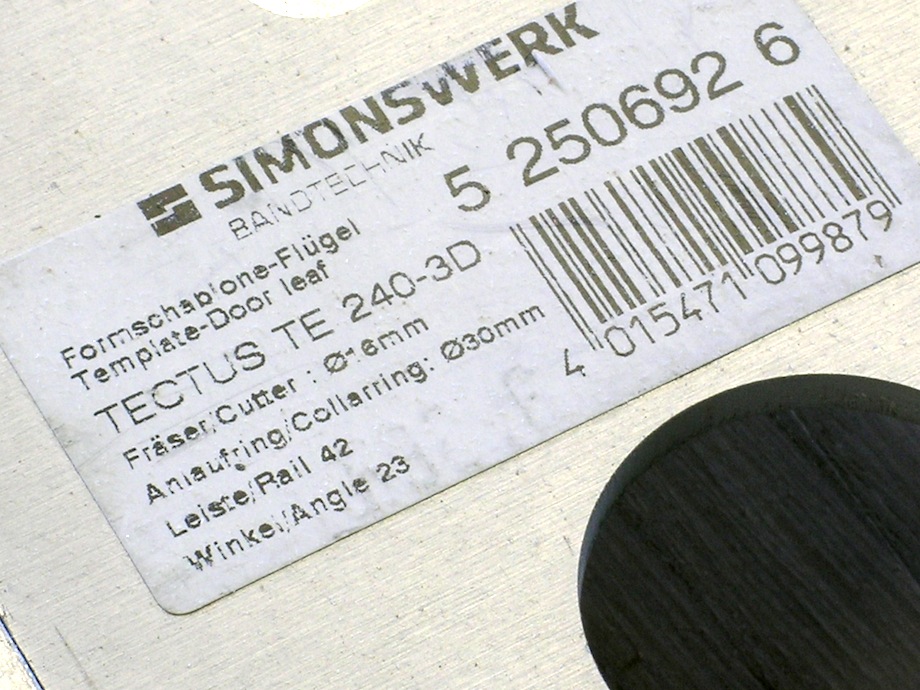 SIMONSWERK
BANDTECHNIK
5 250692 6
Formschablone-Flügel
Template-Door leaf
TECTUS TE 240-3D
Fräser/Cutter : Ø16mm
Anlaufring/Collarring: Ø30mm
Leiste/Rail 42
Winkel/Angle 23
4 015471 099879